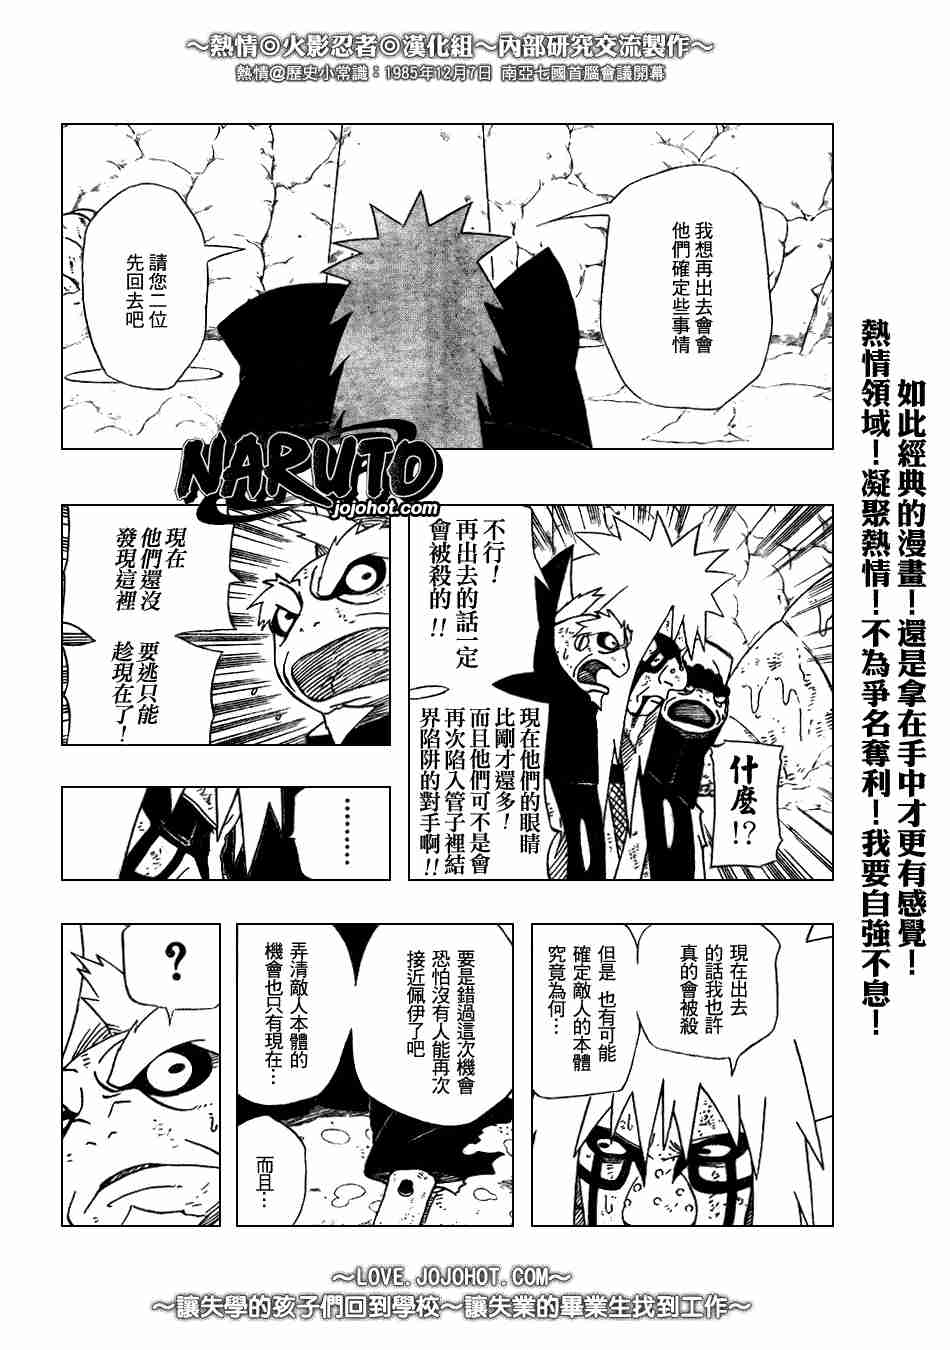 ～熱情◎火影忍者◎漢化組～內部研究交流製作～
熱情@歷史小常識：1985年12月7日 南亞七國首腦會議開幕
我想再出去會會
他們確定些事情
請您二位
先回去吧
NARUTO
jojohot.com
什麼!?
不行！
再出去的話一定
會被殺的!!
現在他們的眼睛
比剛才還多！
而且他們可不是會
再次陷入管子裡結
界陷阱的對手啊!!
現在
他們還沒
發現這裡
要逃只能
趁現在了！
………
現在出去
的話我也許
真的會被殺
但是 也有可能
確定敵人的本體
究竟為何…
要是錯過這次機會
恐怕沒有人能再次
接近佩伊了吧
弄清敵人本體的
機會也只有現在…
而且…
？
如此經典的漫畫！還是拿在手中才更有感覺！
熱情領域！凝聚熱情！不為爭名奪利！我要自強不息！
～LOVE.JOJOHOT.COM～
～讓失學的孩子們回到學校～讓失業的畢業生找到工作～